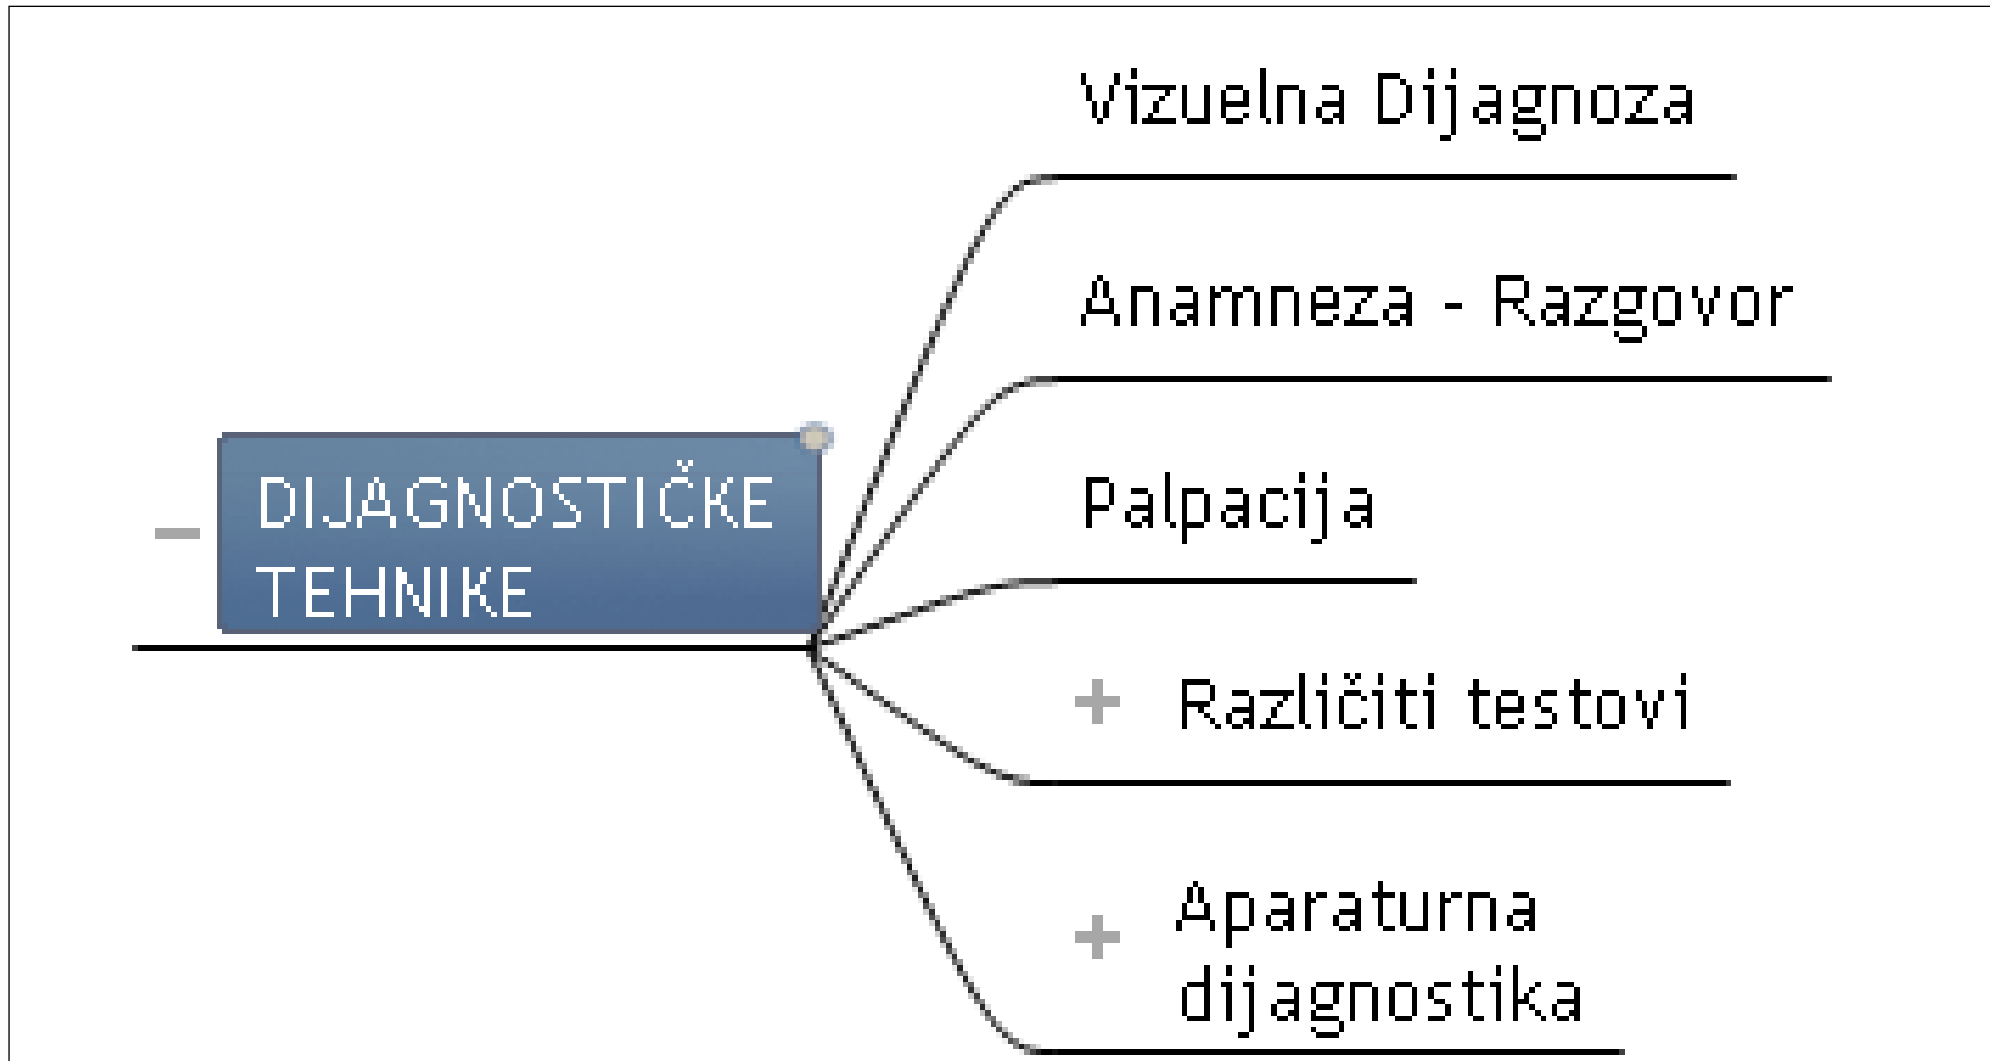 DIJAGNOSTIČKE
TEHNIKE
Vizuelna Dijagnoza
Anamneza - Razgovor
Palpacija
Različiti testovi
Aparaturna
dijagnostika